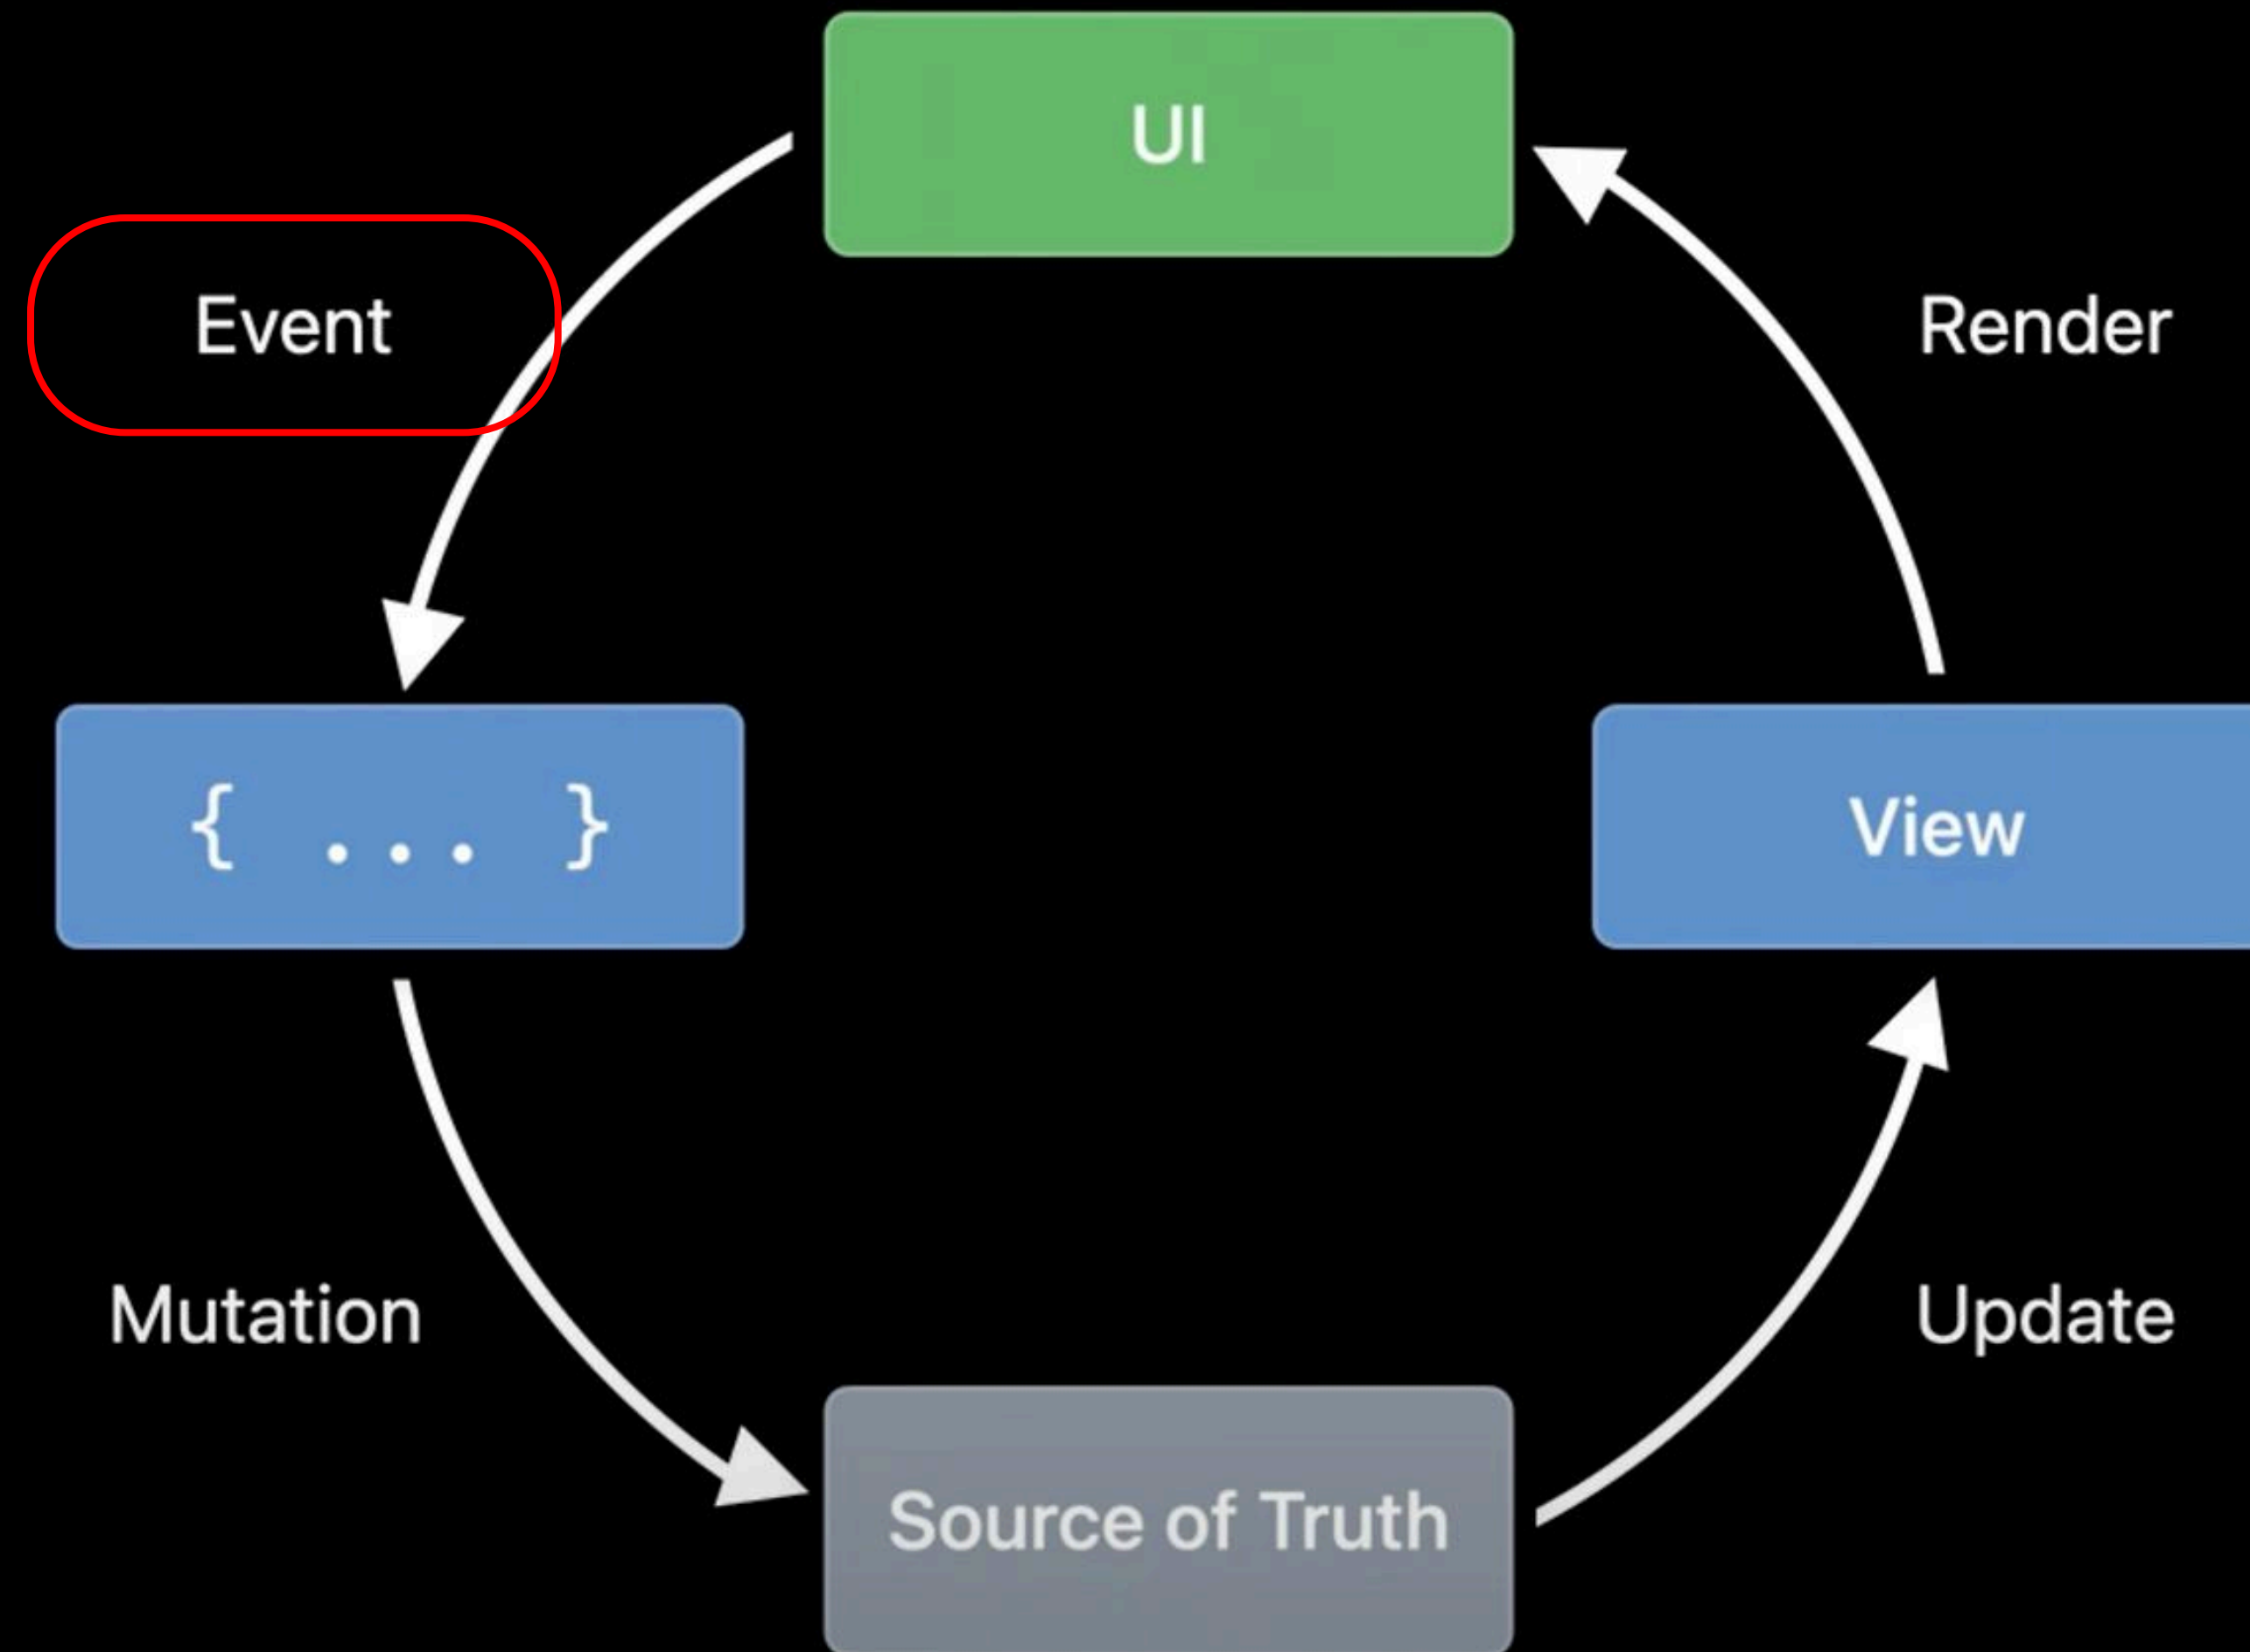 UI
Event
Render
{ ... }
View
Mutation
Update
Source of Truth